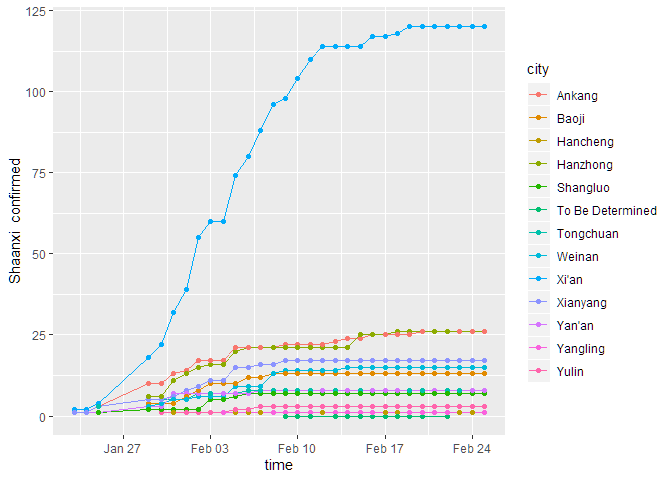 125
100
75
50
25
0
Shaanxi confirmed
Jan 27
Feb 03
Feb 10
Feb 17
Feb 24
time
city
Ankang
Baoji
Hancheng
Hanzhong
Shangluo
To Be Determined
Tongchuan
Weinan
Xi'an
Xianyang
Yan'an
Yangling
Yulin